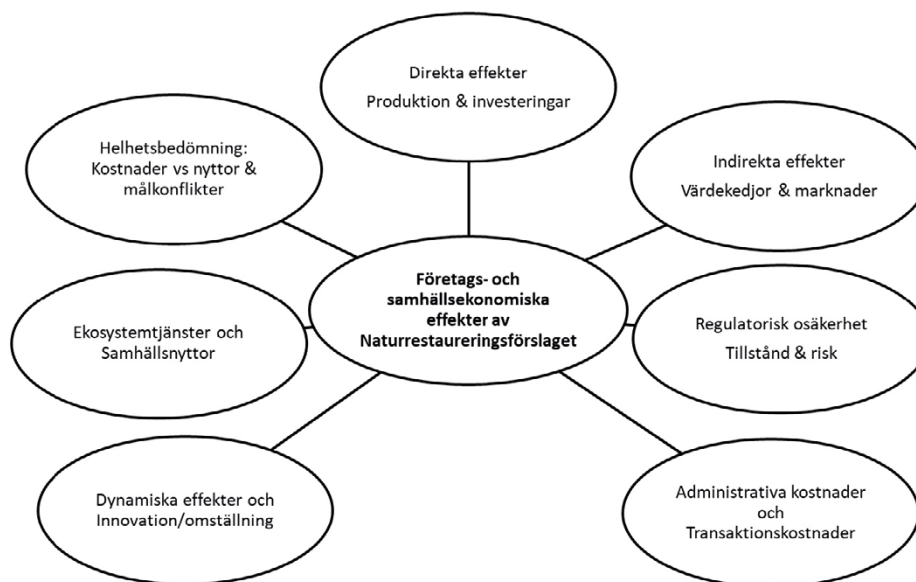 Direkta effekter
Produktion & investeringar
Helhetsbedömning:
Kostnader vs nyttor &
målkonflikter
Indirekta effekter
Värdekedjor & marknader
Företags- och
samhällsekonomiska
effekter av
Naturrestaureringsförslaget
Ekosystemtjänster och
Samhällsnyttor
Regulatorisk osäkerhet
Tillstånd & risk
Dynamiska effekter och
Innovation/omställning
Administrativa kostnader
och
Transaktionskostnader